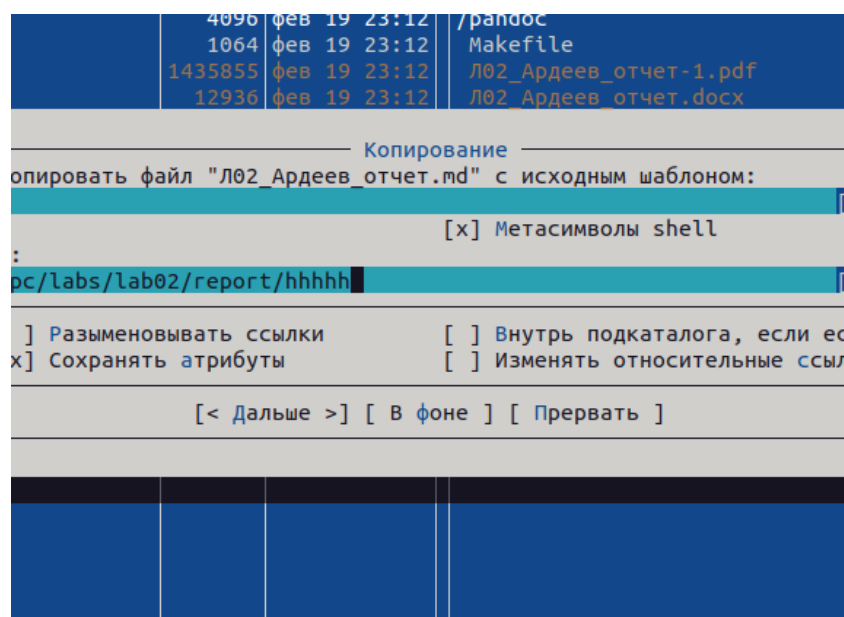 4096 фев 19 23:12 /pandoc
1064 фев 19 23:12 Makefile
1435855 фев 19 23:12 Л02_Ардеев_отчет-1.pdf
12936 фев 19 23:12 Л02_Ардеев_отчет.docx
Копирование
опировать файл "Л02_Ардеев_отчет.md" с исходным шаблоном:
[x] Метасимволы shell
:
pc/labs/lab02/report/hhhhh
] Разыменовывать ссылки [ ] Внутрь подкаталога, если ес
x] Сохранять атрибуты [ ] Изменять относительные ссыл
[< Дальше >] [ В фоне ] [ Прервать ]